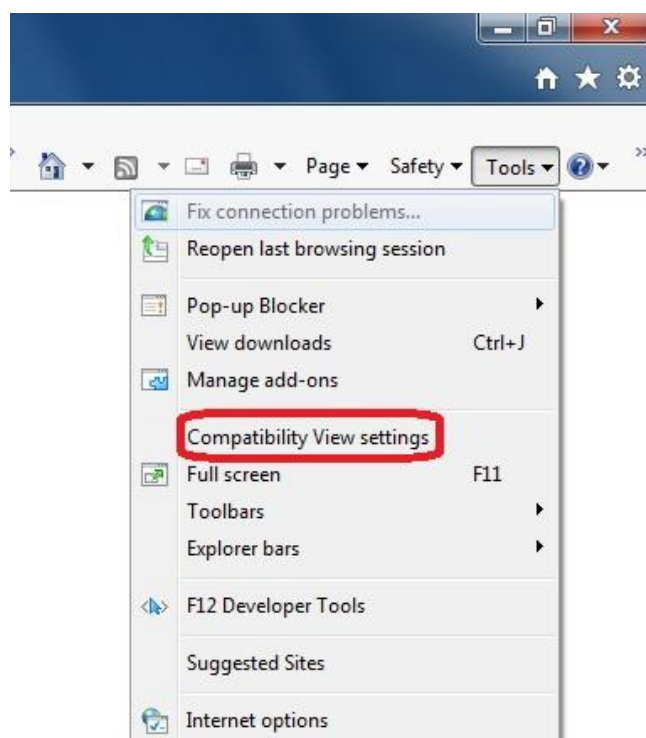 Page Safety Tools
Fix connection problems...
Reopen last browsing session
Pop-up Blocker
View downloads Ctrl+J
Manage add-ons
Compatibility View settings
Full screen F11
Toolbars
Explorer bars
F12 Developer Tools
Suggested Sites
Internet options